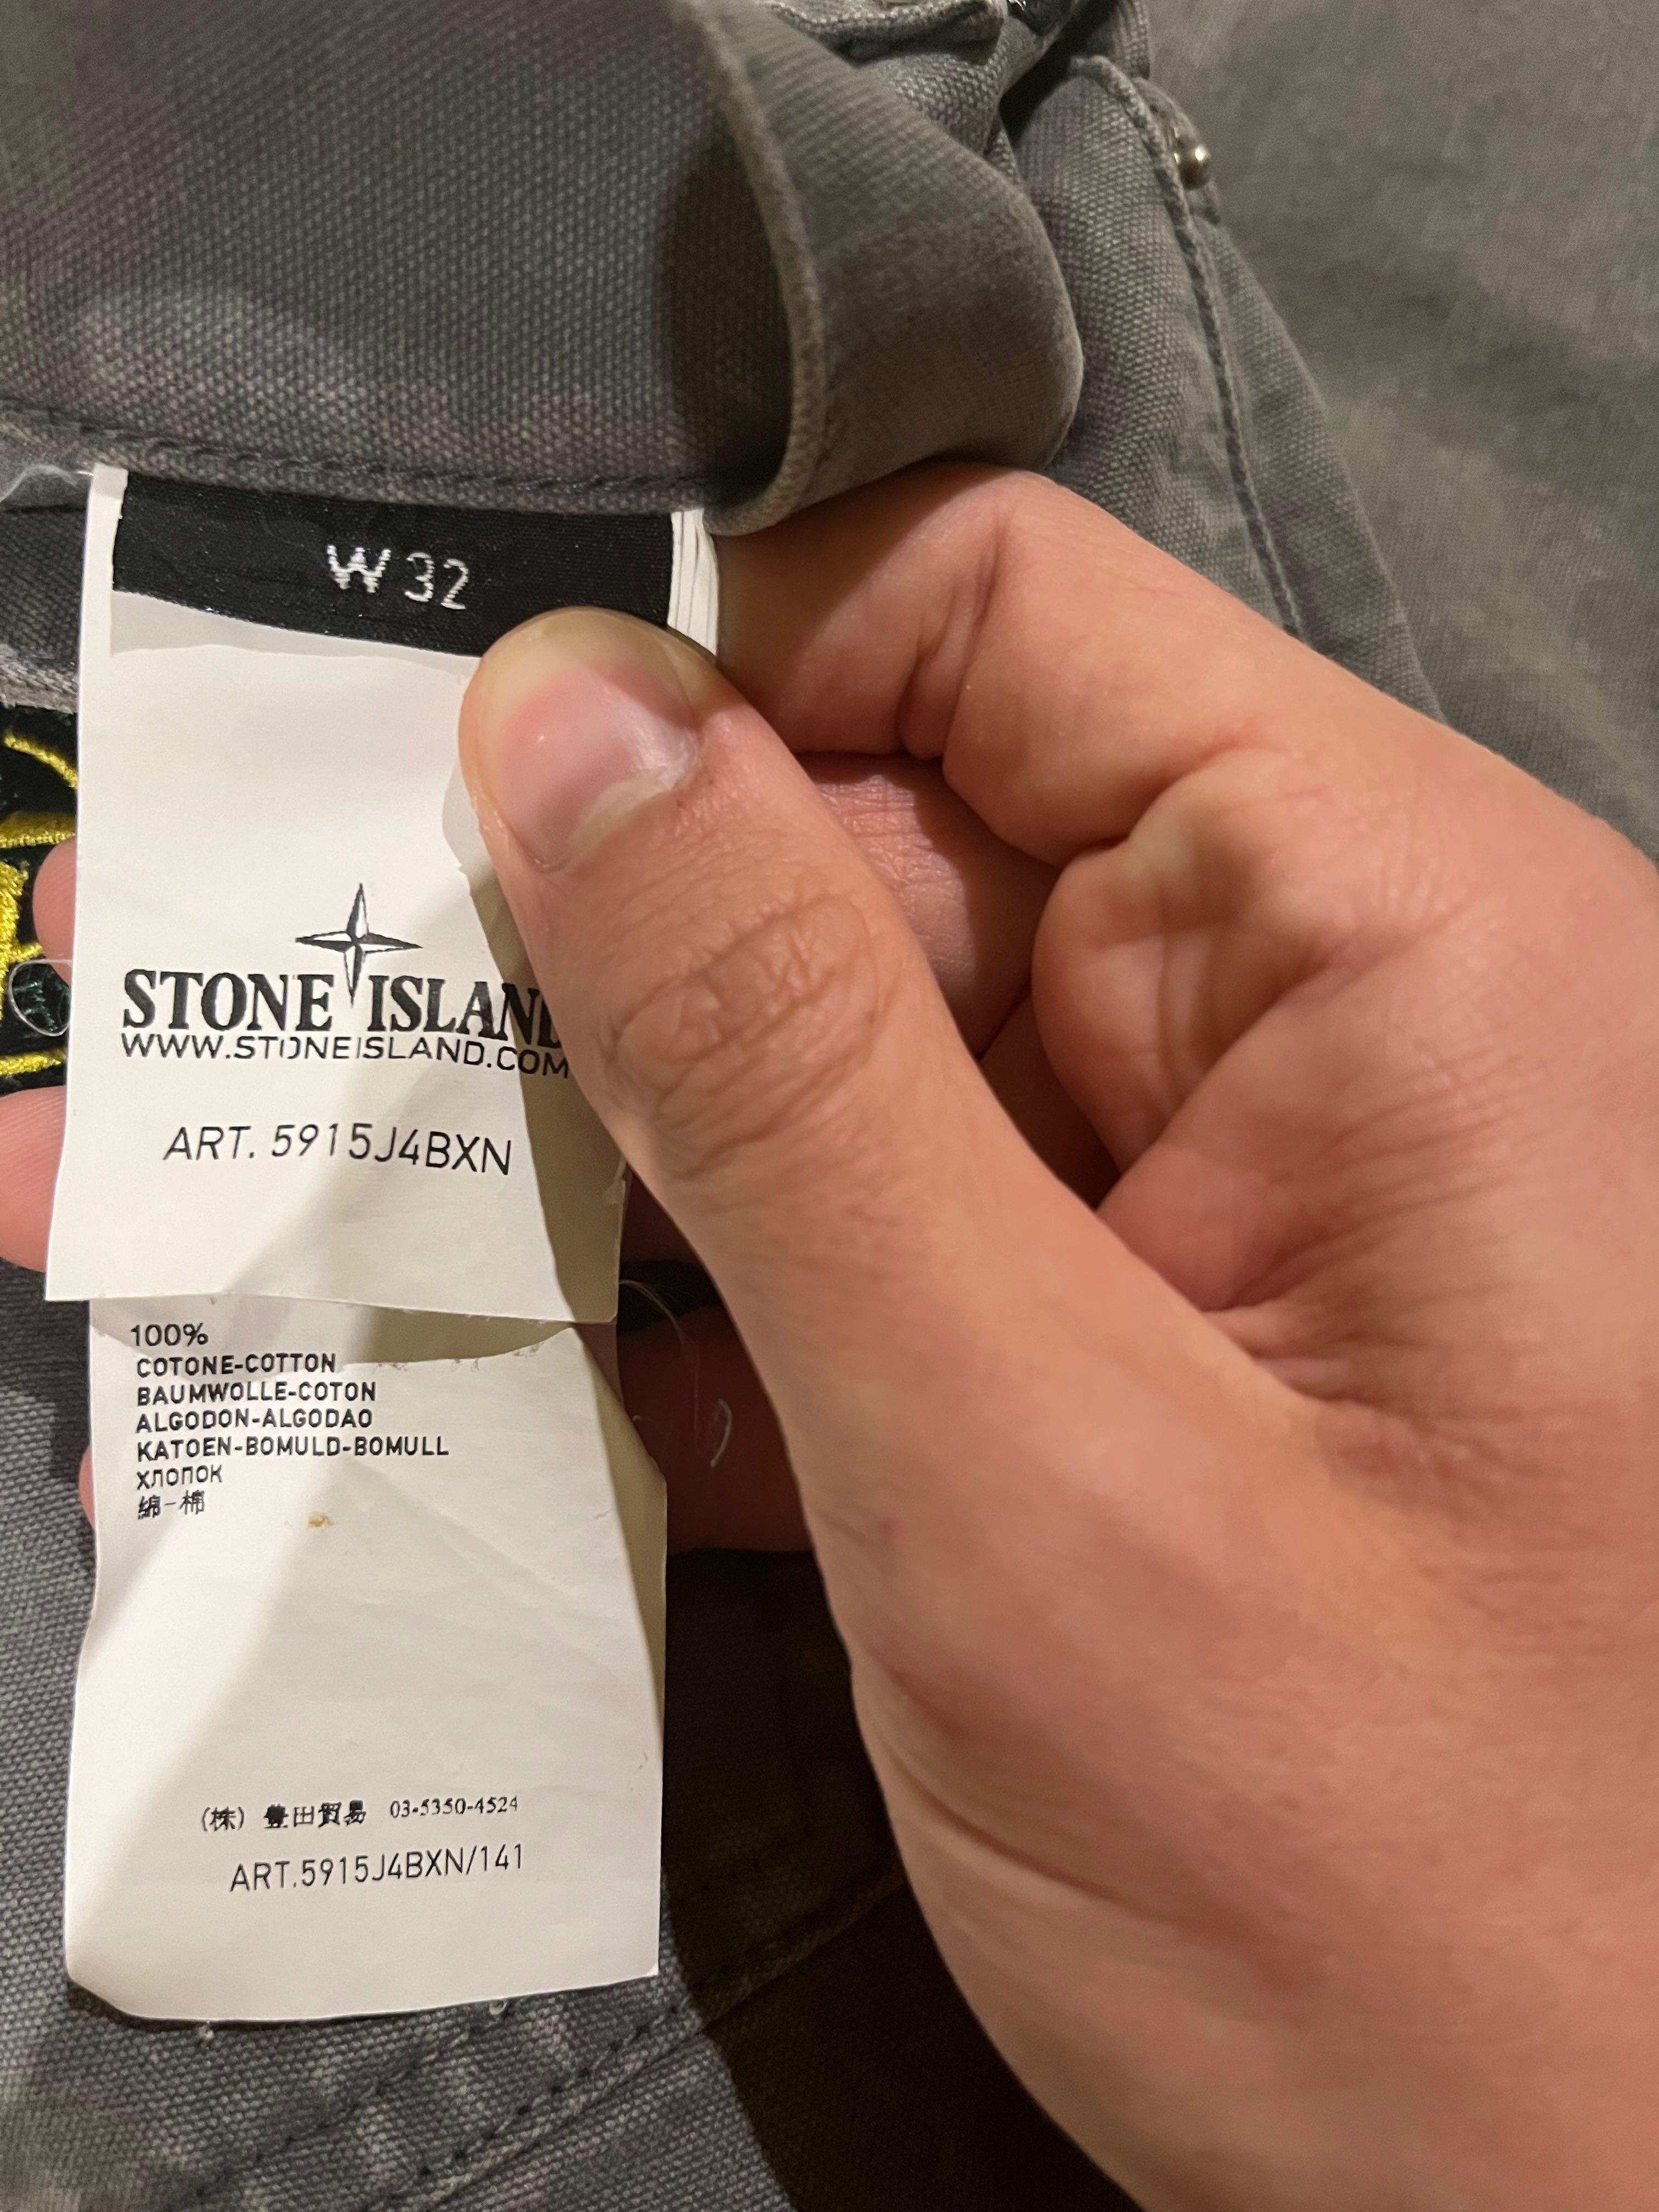 W 32
STONE ISLAND
WWW.STONEISLAND.COM
ART. 5915J4BXN
100%
COTONE-COTTON
BAUMWOLLE-COTON
ALGODON-ALGODAO
KATOEN-BOMULD-BOMULL
ХЛОПОК
綿-棉
(株) 豊田貿易 03-5350-4524
ART.5915J4BXN/141